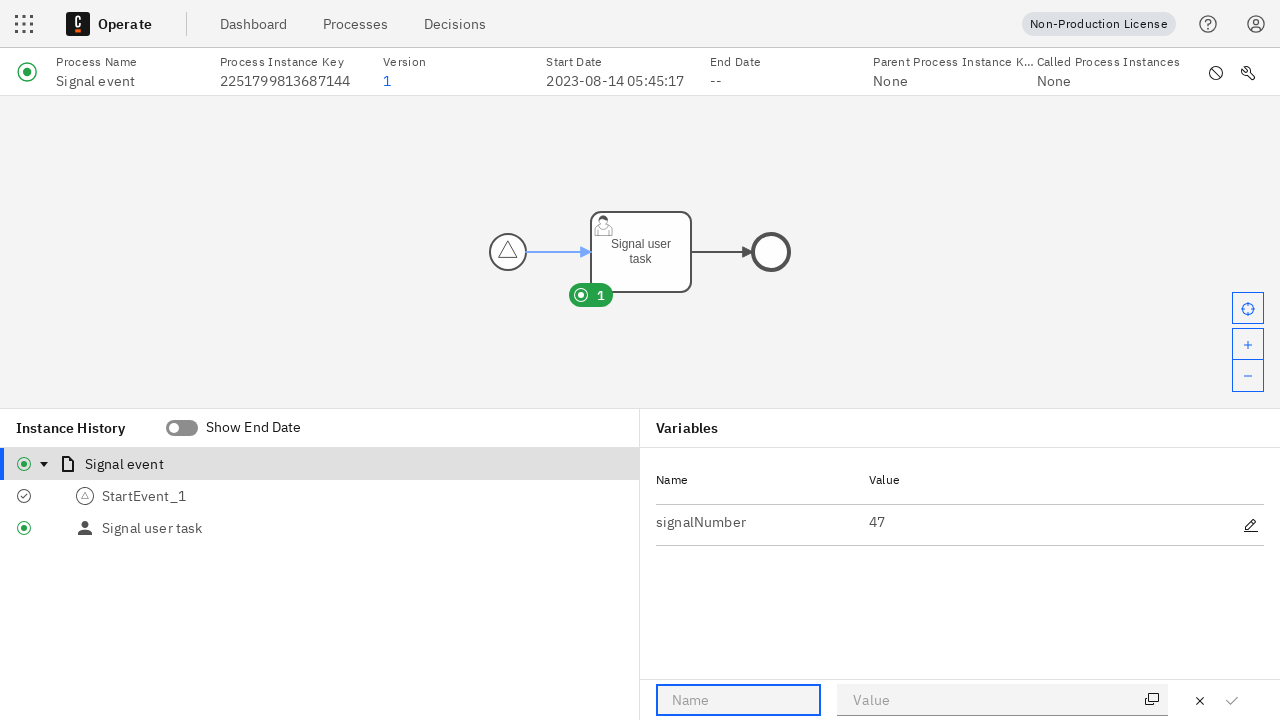 Operate
Dashboard
Processes
Decisions
Non-Production License
Process Name
Signal event
Process Instance Key
2251799813687144
Version
1
Start Date
2023-08-14 05:45:17
End Date
--
Parent Process Instance K...
None
Called Process Instances
None
Signal user
task
1
Instance History
Show End Date
Signal event
StartEvent_1
Signal user task
Variables
Name
Value
signalNumber
47
Name
Value